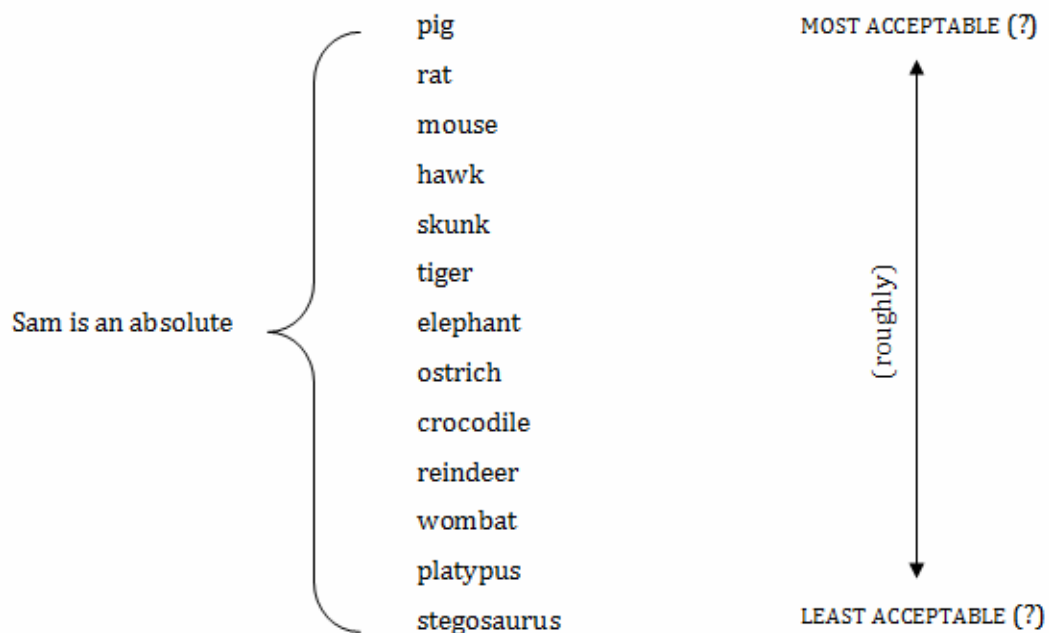 pig MOST ACCEPTABLE (?)
rat
mouse
hawk
skunk
tiger
Sam is an absolute elephant (roughly)
ostrich
crocodile
reindeer
wombat
platypus
stegosaurus LEAST ACCEPTABLE (?)